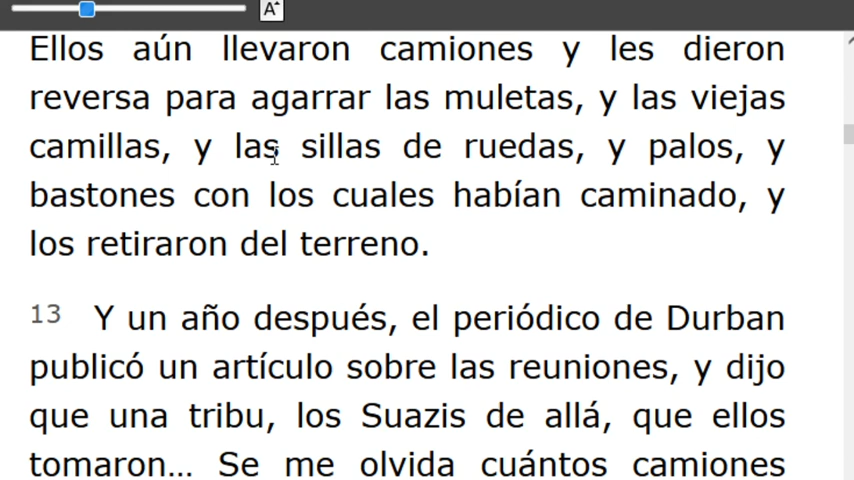 A
Ellos aún llevaron camiones y les dieron
reversa para agarrar las muletas, y las viejas
camillas, y las sillas de ruedas, y palos, y
bastones con los cuales habían caminado, y
los retiraron del terreno.
13 Y un año después, el periódico de Durban
publicó un artículo sobre las reuniones, y dijo
que una tribu, los Suazis de allá, que ellos
tomaron... Se me olvida cuántos camiones